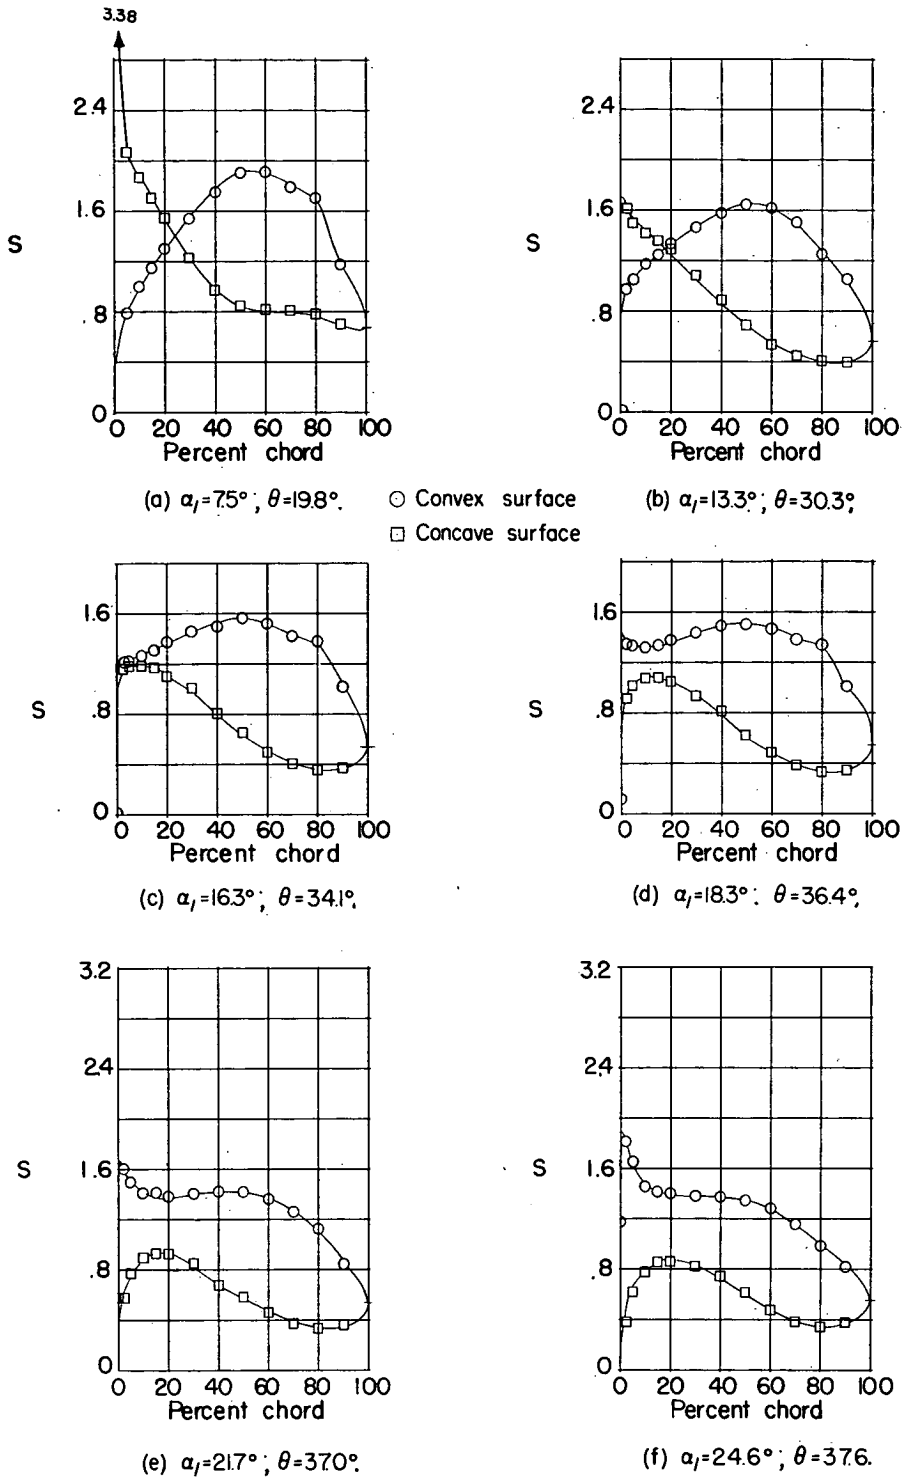 3.38
2.4
1.6
S
.8
0
0 20 40 60 80 100
Percent chord
(a) α₁=7.5°; θ=19.8°.
2.4
1.6
S
.8
0
0 20 40 60 80 100
Percent chord
(b) α₁=13.3°; θ=30.3°;
○ Convex surface
□ Concave surface
1.6
S
.8
0
0 20 40 60 80 100
Percent chord
(c) α₁=16.3°; θ=34.1°.
1.6
S
.8
0
0 20 40 60 80 100
Percent chord
(d) α₁=18.3°: θ=36.4°.
3.2
2.4
1.6
S
.8
0
0 20 40 60 80 100
Percent chord
(e) α₁=21.7°; θ=37.0°.
3.2
2.4
1.6
S
.8
0
0 20 40 60 80 100
Percent chord
(f) α₁=24.6°; θ=37.6.